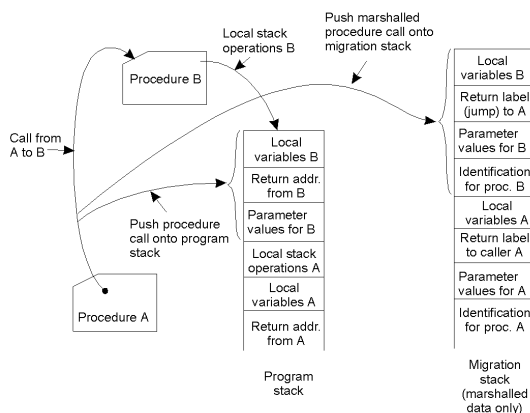 Push marshalled
procedure call onto
migration stack
Local stack
operations B
Procedure B
Call from
A to B
Push procedure
call onto program
stack
Procedure A
Local
variables B
Return addr.
from B
Parameter
values for B
Local stack
operations A
Local
variables A
Return addr.
from A
Program
stack
Local
variables B
Return label
(jump) to A
Parameter
values for B
Identification
for proc. B
Local
variables A
Return label
to caller A
Parameter
values for A
Identification
for proc. A
Migration
stack
(marshalled
data only)